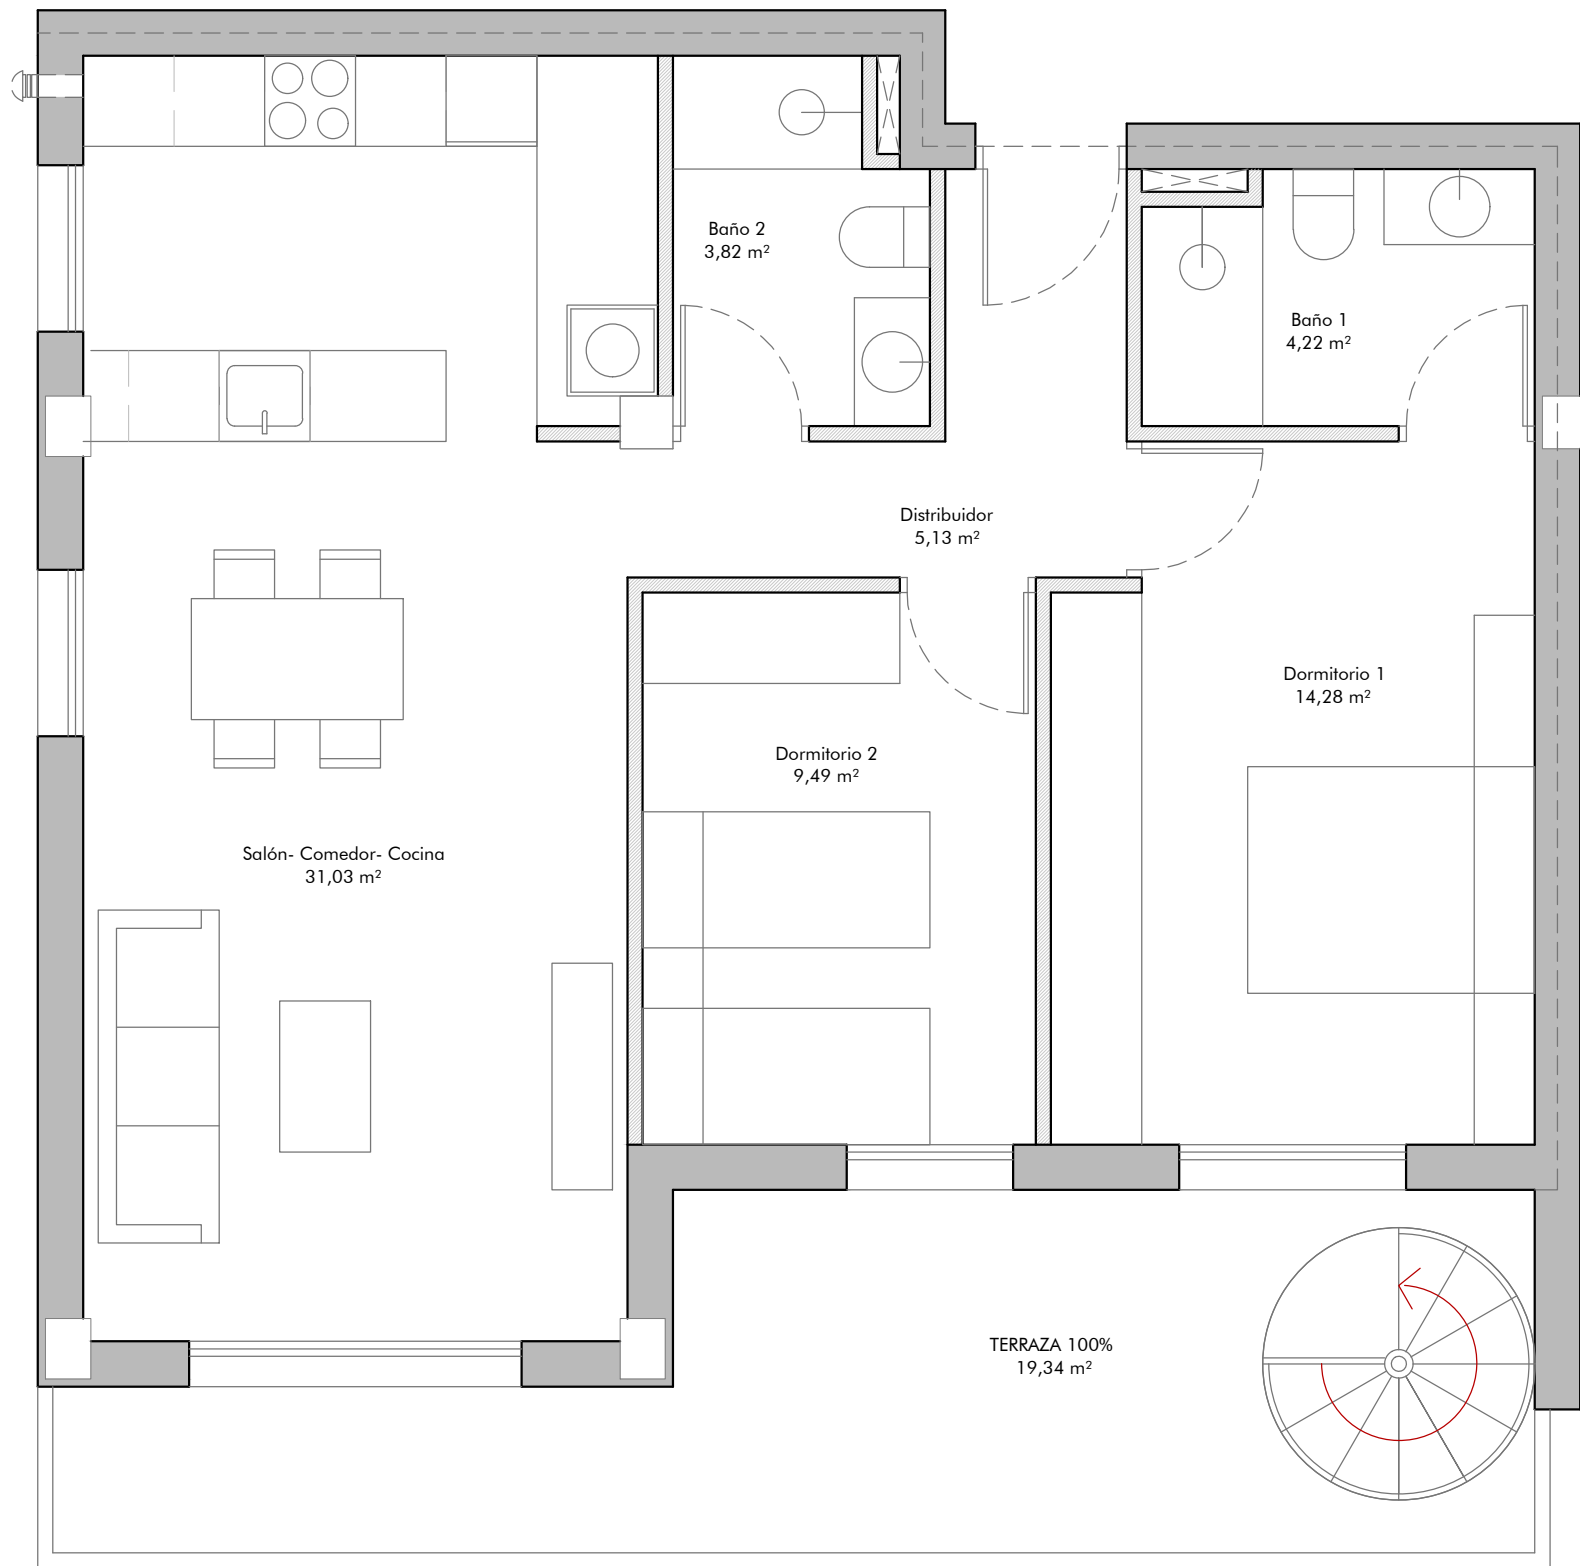 Baño 2
3,82 m²
Baño 1
4,22 m²
Distribuidor
5,13 m²
Dormitorio 1
14,28 m²
Dormitorio 2
9,49 m²
Salón- Comedor- Cocina
31,03 m²
TERRAZA 100%
19,34 m²